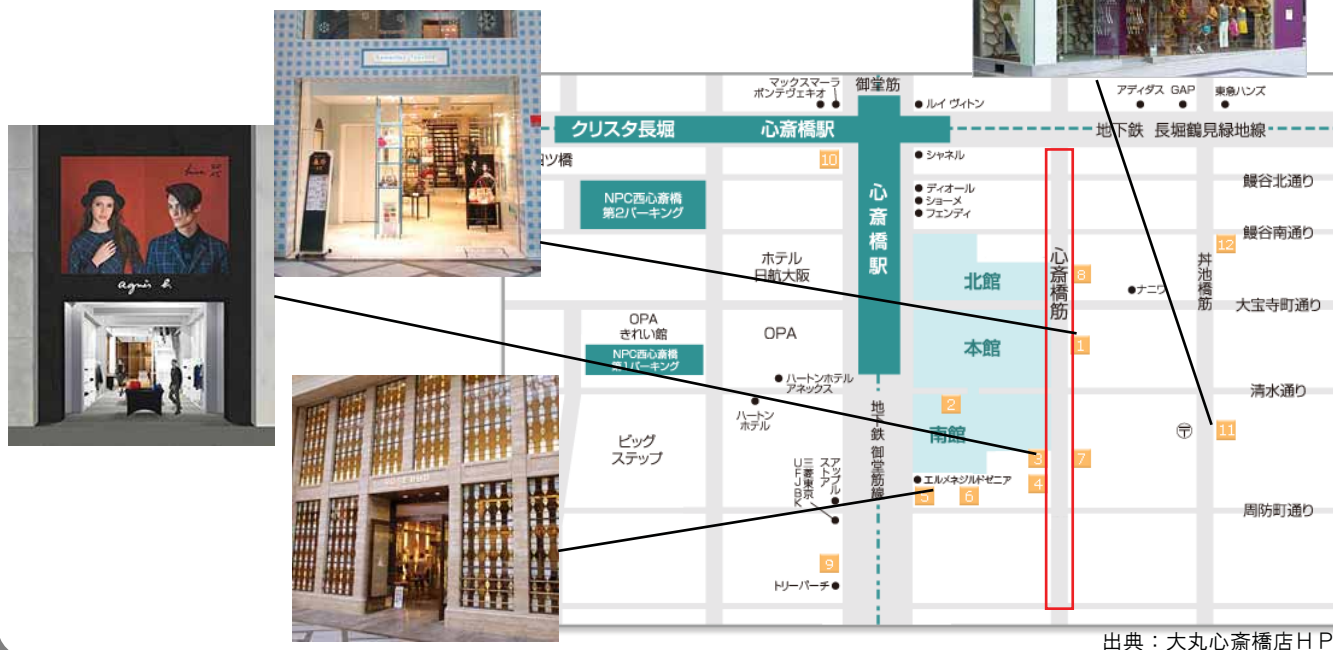 マックスマーラ
ポンテヴェキオ
御堂筋
ルイ ヴィトン
アディダス
GAP
東急ハンズ
クリスタ長堀
心斎橋駅
地下鉄 長堀鶴見緑地線
ツ橋
10
シャネル
鰻谷北通り
NPC西心斎橋
第2パーキング
心斎橋駅
ディオール
ショーメ
フェンディ
鰻谷南通り
12
ホテル
日航大阪
北館
心斎橋筋
8
ナニワ
丼池橋筋
大宝寺町通り
OPA
きれい館
OPA
本館
1
NPC西心斎橋
第1パーキング
ハートンホテル
アネックス
清水通り
ハートン
ホテル
地下鉄 御堂筋線
2
南館
11
〒
ビッグ
ステップ
アップル
ストア
三菱東京
UFJBK
3
7
エルメネジルドゼニア
4
5
6
周防町通り
9
トリーバーチ
agnès b.
出典：大丸心斎橋店HP